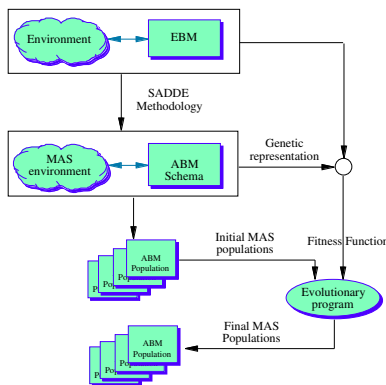 Environment
EBM
SADDE
Methodology
MAS
environment
ABM
Schema
Genetic
representation
Initial MAS
populations
Fitness Function
ABM
Population
Evolutionary
program
Final MAS
Populations
ABM
Population